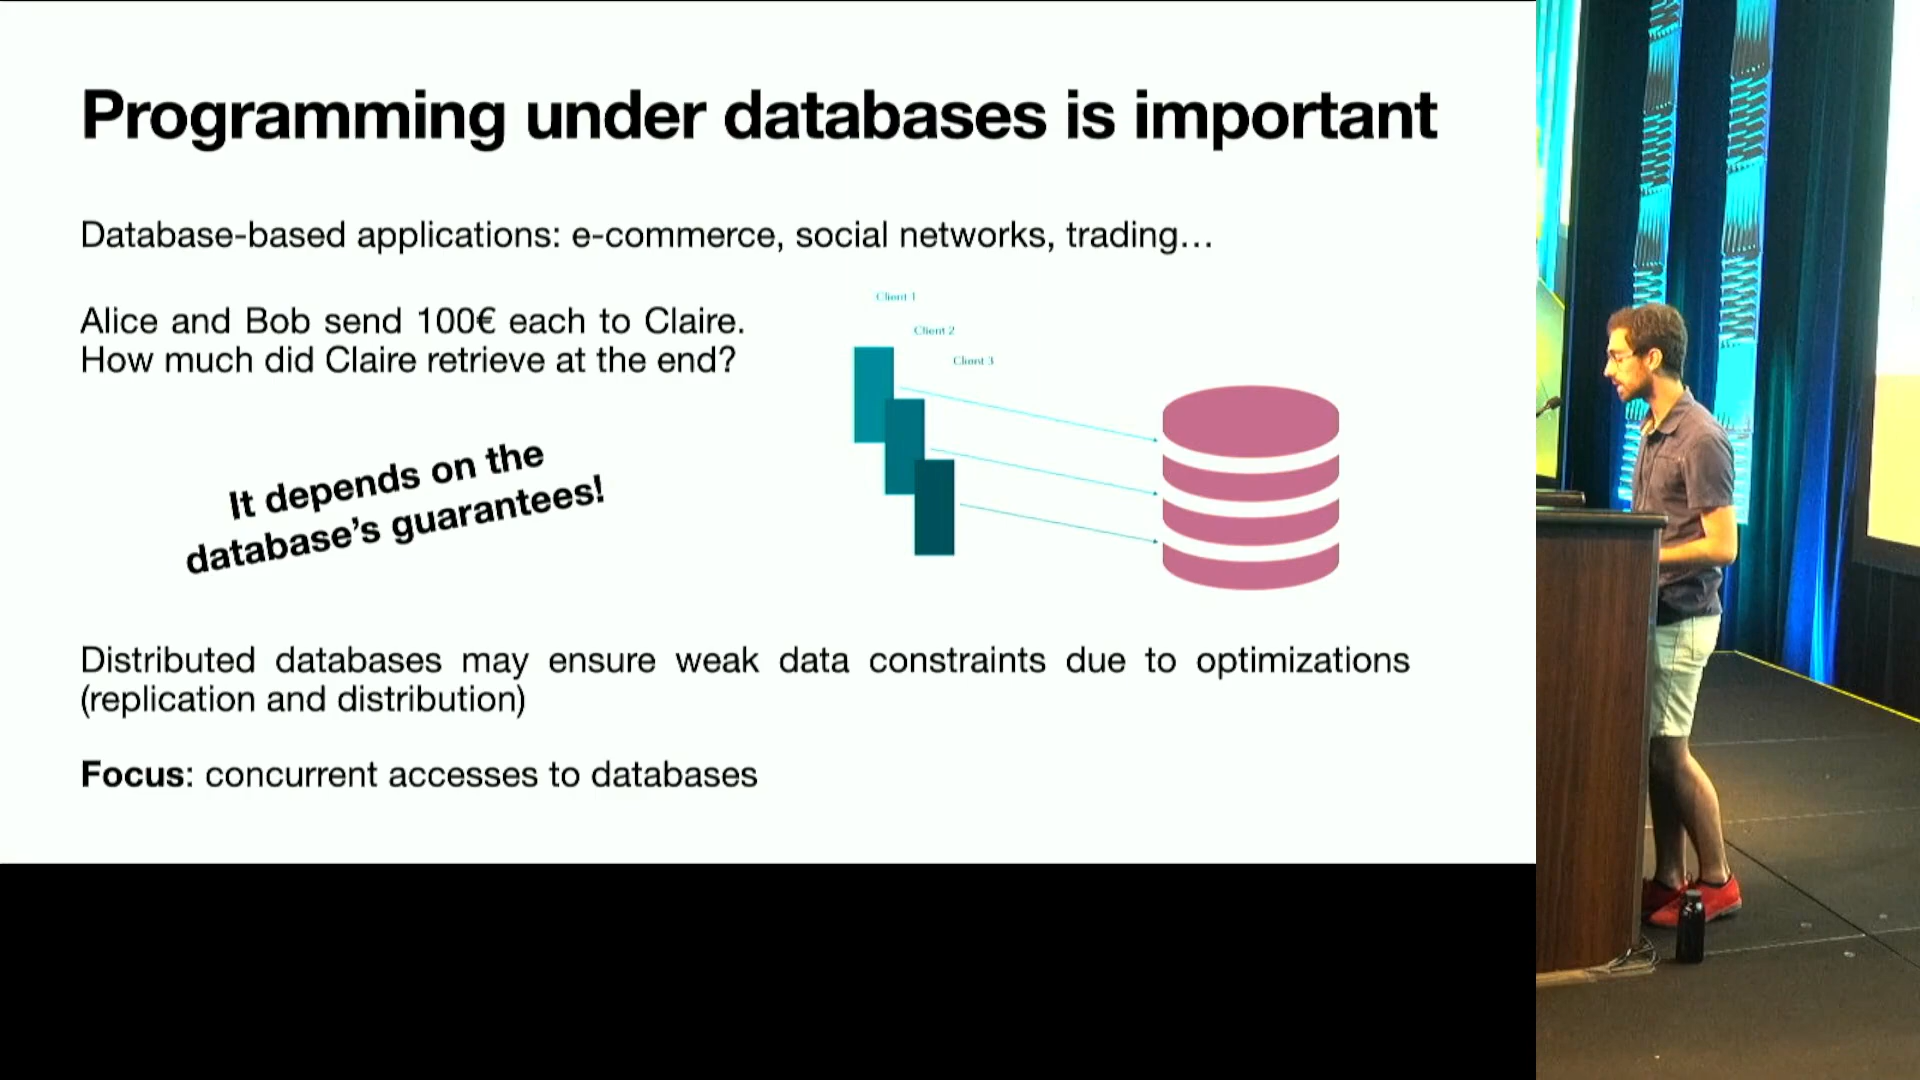 Programming under databases is important
Database-based applications: e-commerce, social networks, trading…
Alice and Bob send 100€ each to Claire.
How much did Claire retrieve at the end?
Client 1
Client 2
Client 3
It depends on the
database’s guarantees!
Distributed databases may ensure weak data constraints due to optimizations
(replication and distribution)
Focus: concurrent accesses to databases